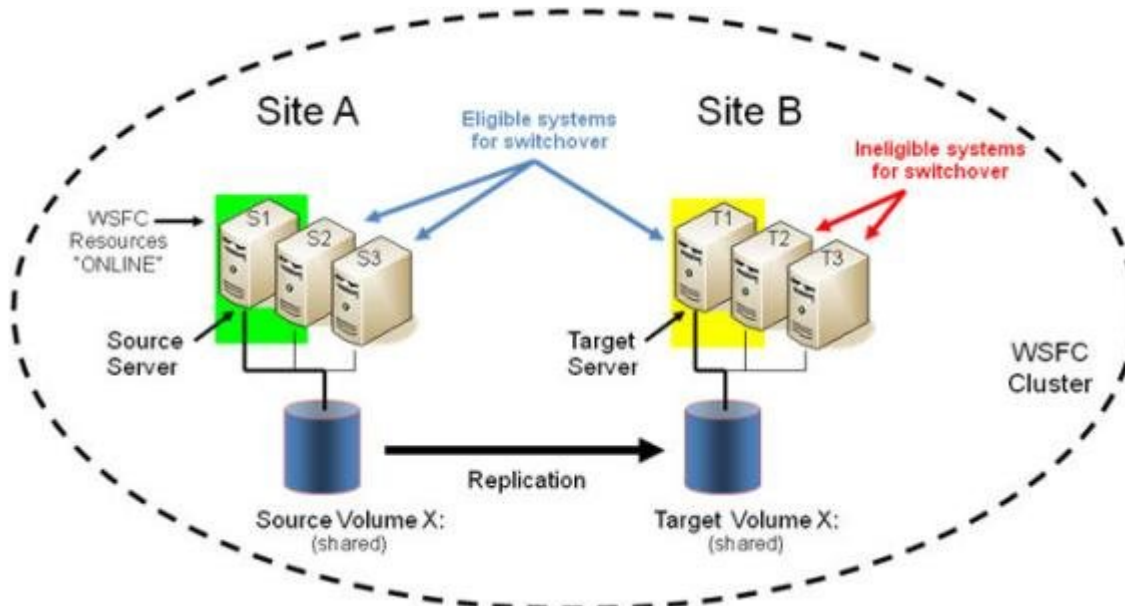 Site A
Site B
Eligible systems
for switchover
Ineligible systems
for switchover
WSFC
Resources
"ONLINE"
S1
S2
S3
T1
T2
T3
Source
Server
Target
Server
WSFC
Cluster
Replication
Source Volume X:
(shared)
Target Volume X:
(shared)